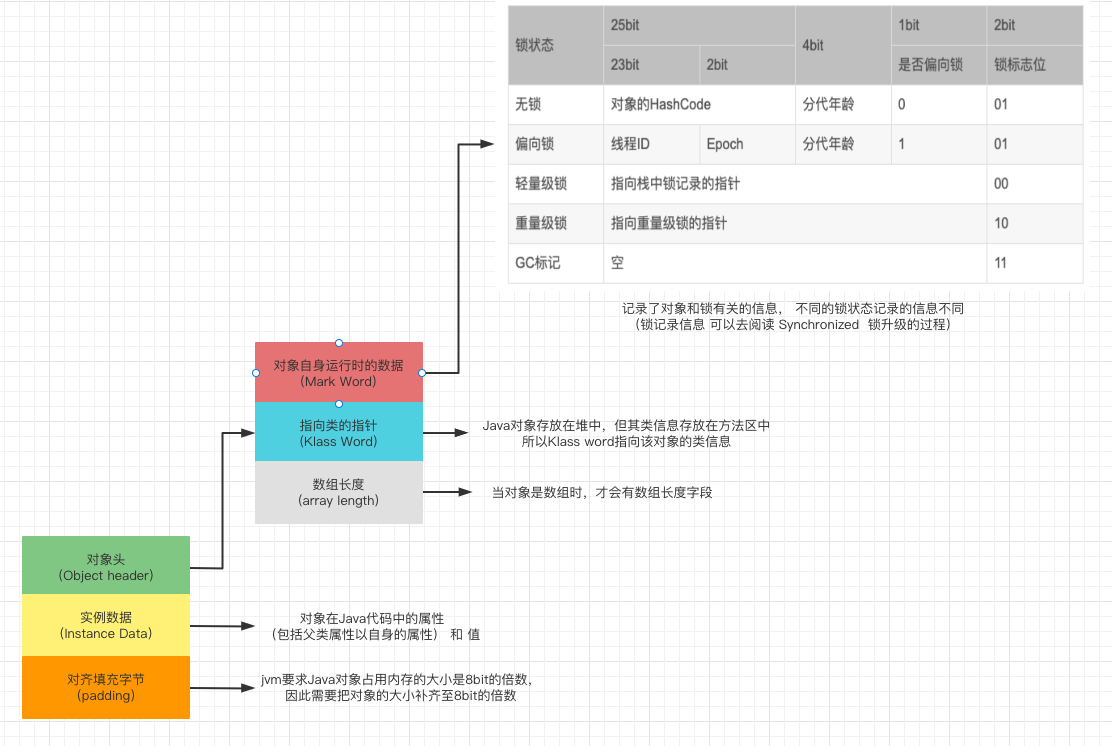 锁状态 25bit 4bit 1bit 2bit
23bit 2bit 是否偏向锁 锁标志位
无锁 对象的HashCode 分代年龄 0 01
偏向锁 线程ID Epoch 分代年龄 1 01
轻量级锁 指向栈中锁记录的指针 00
重量级锁 指向重量级锁的指针 10
GC标记 空 11
记录了对象和锁有关的信息， 不同的锁状态记录的信息不同
（锁记录信息 可以去阅读 Synchronized 锁升级的过程）
对象自身运行时的数据
（Mark Word）
指向类的指针
（Klass Word）
Java对象存放在堆中，但其类信息存放在方法区中
所以Klass word指向该对象的类信息
数组长度
（array length）
当对象是数组时，才会有数组长度字段
对象头
（Object header）
实例数据
（Instance Data）
对象在Java代码中的属性
（包括父类属性以自身的属性） 和 值
对齐填充字节
（padding）
jvm要求Java对象占用内存的大小是8bit的倍数，
因此需要把对象的大小补齐至8bit的倍数